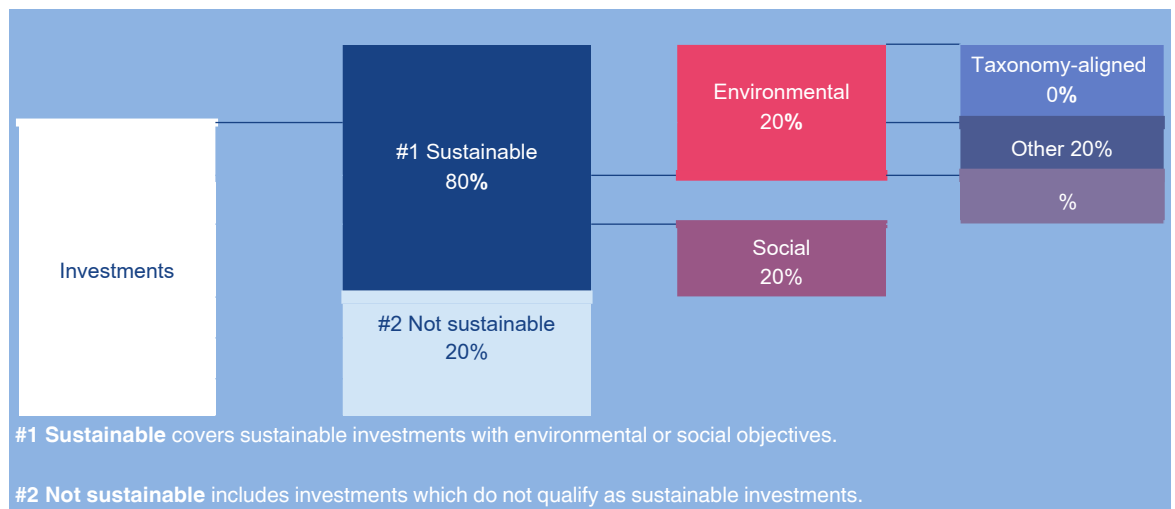 Investments
#1 Sustainable
80%
#2 Not sustainable
20%
Environmental
20%
Social
20%
Taxonomy-aligned
0%
Other 20%
%
#1 Sustainable covers sustainable investments with environmental or social objectives.
#2 Not sustainable includes investments which do not qualify as sustainable investments.